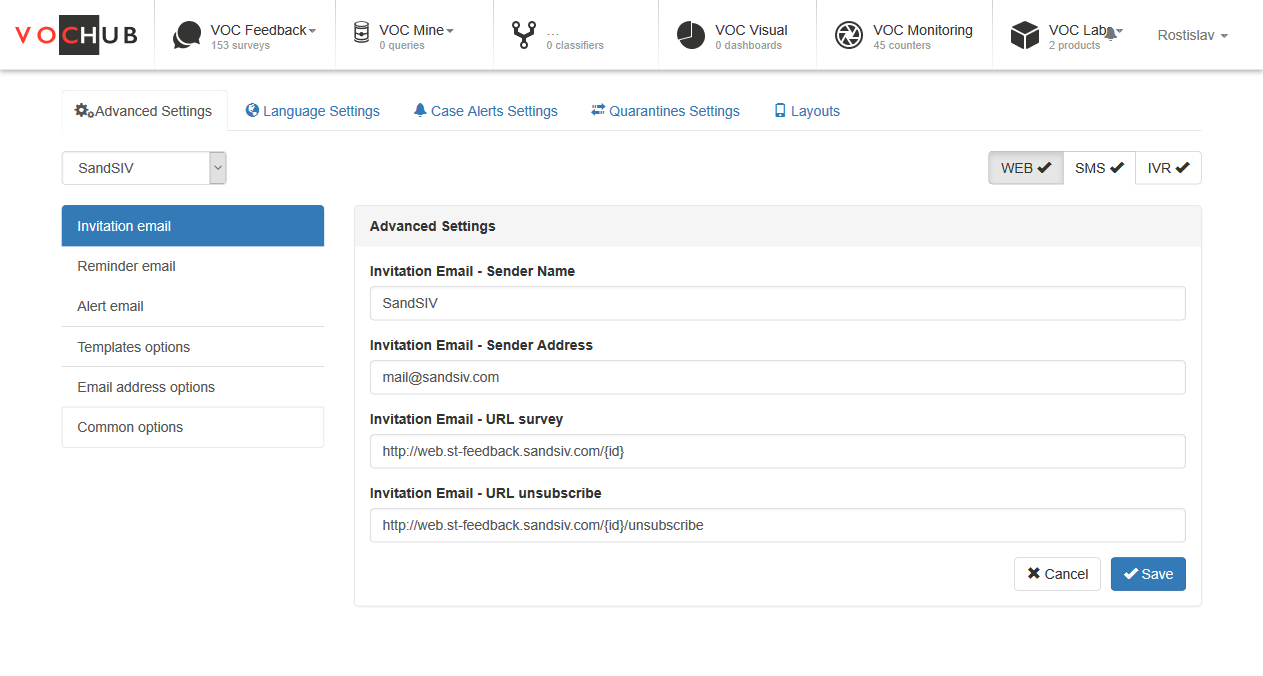 VOCHUB
VOC Feedback
153 surveys
VOC Mine
0 queries
...
0 classifiers
VOC Visual
0 dashboards
VOC Monitoring
45 counters
VOC Lab
2 products
Rostislav
Advanced Settings
Language Settings
Case Alerts Settings
Quarantines Settings
Layouts
SandSIV
WEB
SMS
IVR
Invitation email
Reminder email
Alert email
Templates options
Email address options
Common options
Advanced Settings
Invitation Email - Sender Name
SandSIV
Invitation Email - Sender Address
mail@sandsiv.com
Invitation Email - URL survey
http://web.st-feedback.sandsiv.com/{id}
Invitation Email - URL unsubscribe
http://web.st-feedback.sandsiv.com/{id}/unsubscribe
Cancel
Save